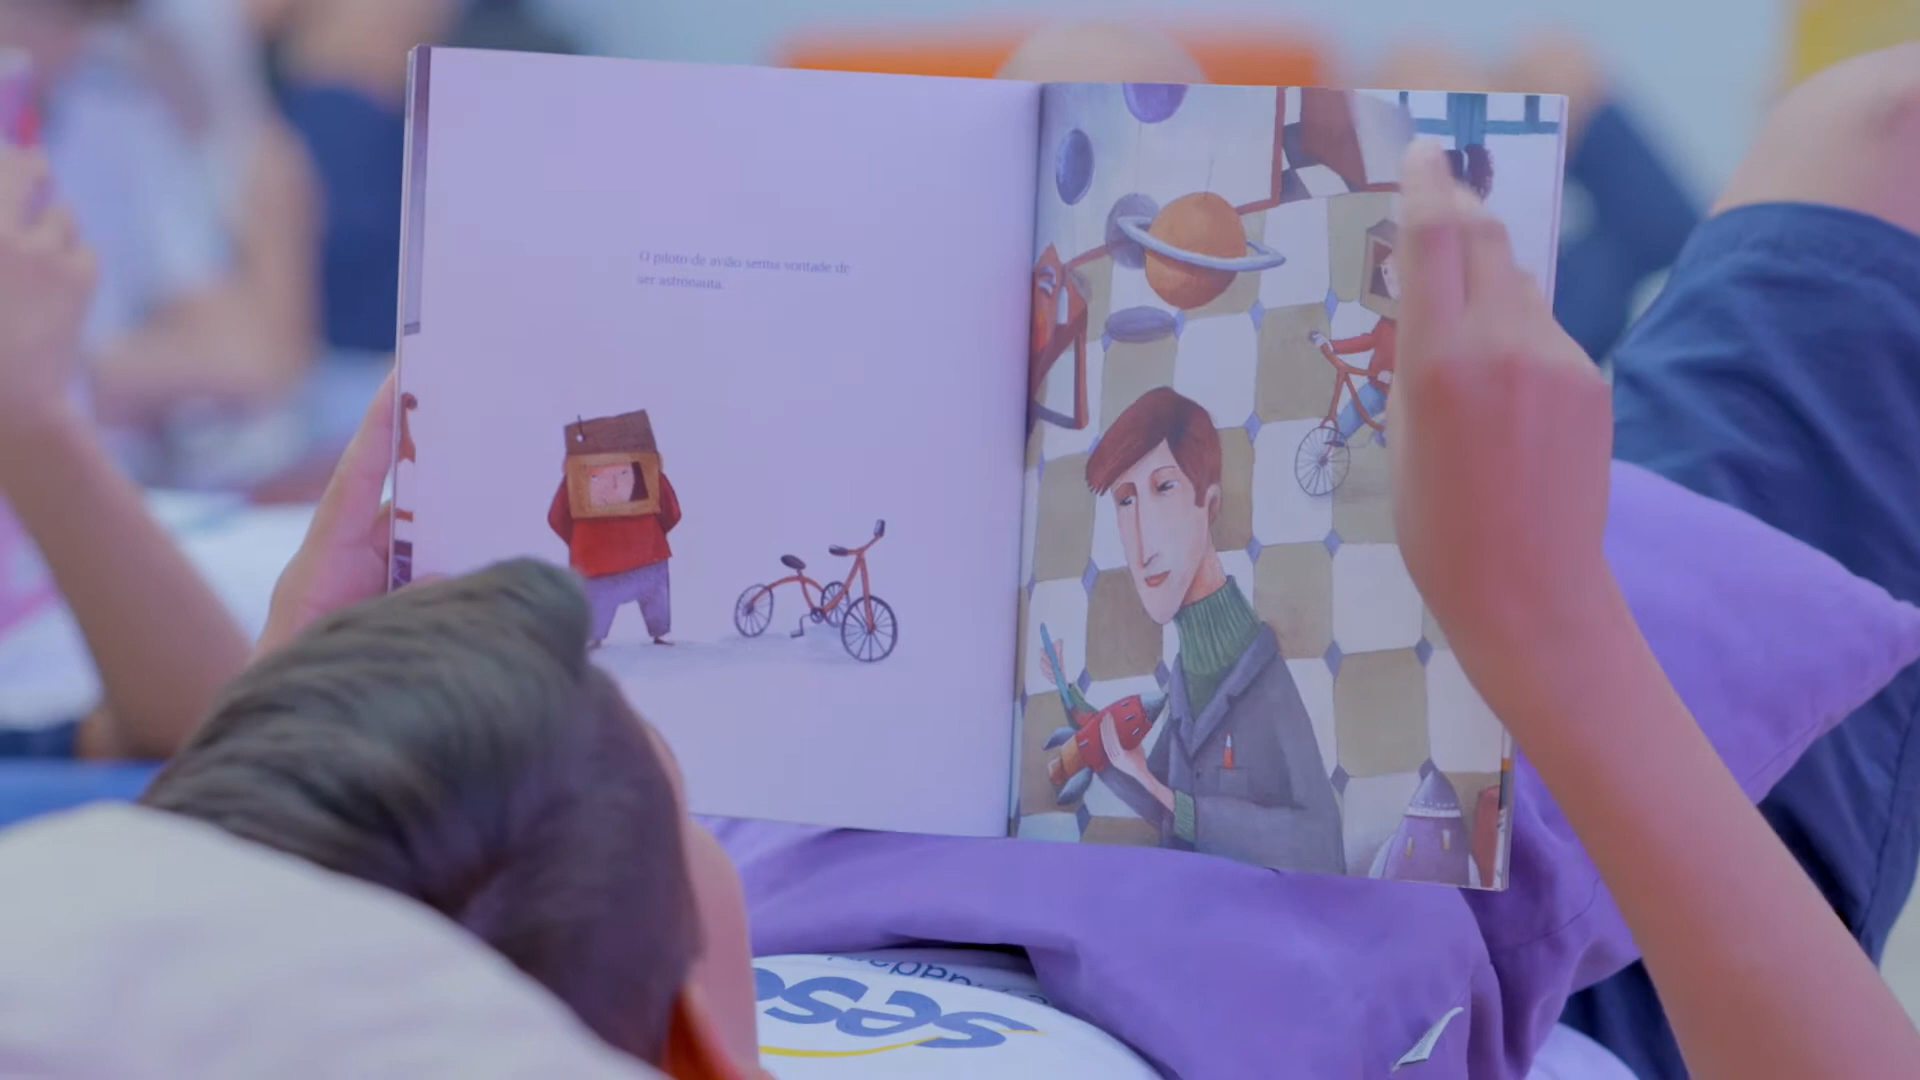 O piloto de avião sentia vontade de
ser astronauta.
sesc